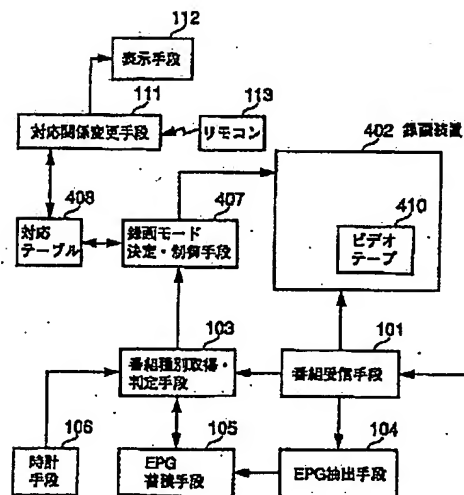 112
表示手段
111
対応関係変更手段
113
リモコン
402 録画装置
408
対応
テーブル
407
録画モード
決定・制御手段
410
ビデオ
テープ
103
番組種別取得・
判定手段
101
番組受信手段
106
時計
手段
105
EPG
蓄積手段
104
EPG抽出手段